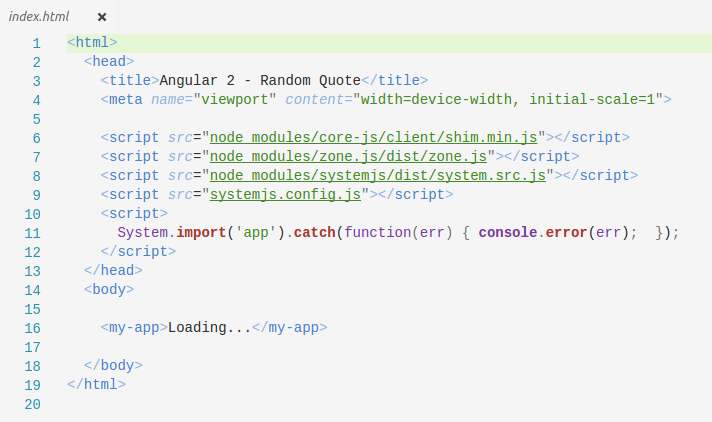 index.html ×
1 <html>
2 <head>
3 <title>Angular 2 - Random Quote</title>
4 <meta name="viewport" content="width=device-width, initial-scale=1">
5
6 <script src="node_modules/core-js/client/shim.min.js"></script>
7 <script src="node_modules/zone.js/dist/zone.js"></script>
8 <script src="node_modules/systemjs/dist/system.src.js"></script>
9 <script src="systemjs.config.js"></script>
10 <script>
11 System.import('app').catch(function(err) { console.error(err);  });
12 </script>
13 </head>
14 <body>
15
16 <my-app>Loading...</my-app>
17
18 </body>
19 </html>
20